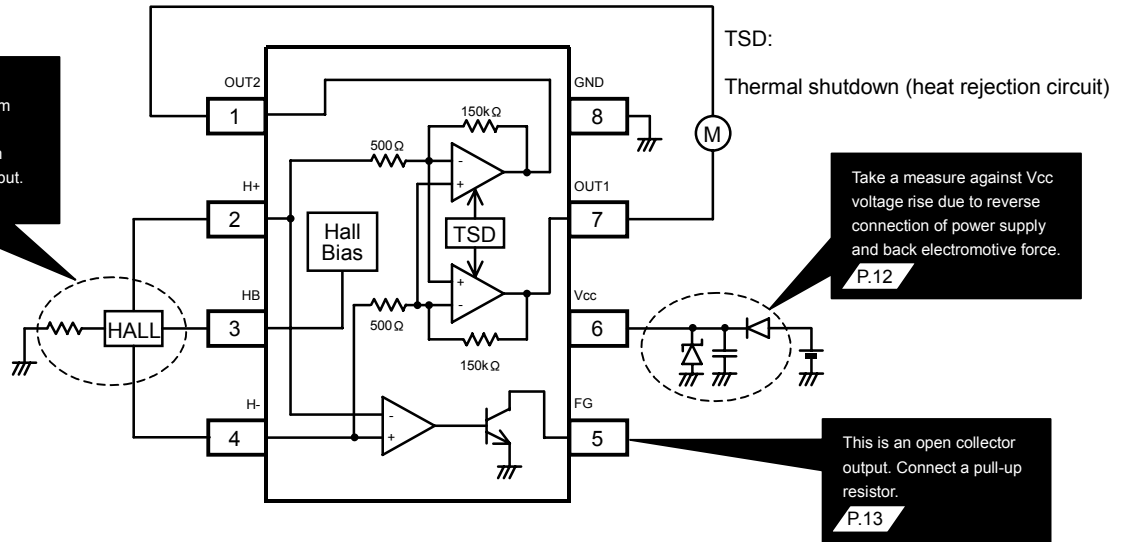 TSD:
Thermal shutdown (heat rejection circuit)
OUT2
1
H+
2
HB
3
H-
4
GND
8
OUT1
7
Vcc
6
FG
5
M
HALL
Hall
Bias
TSD
150kΩ
500Ω
-
+
+
-
500Ω
150kΩ
-
+
put.
Take a measure against Vcc
voltage rise due to reverse
connection of power supply
and back electromotive force.
P.12
This is an open collector
output. Connect a pull-up
resistor.
P.13